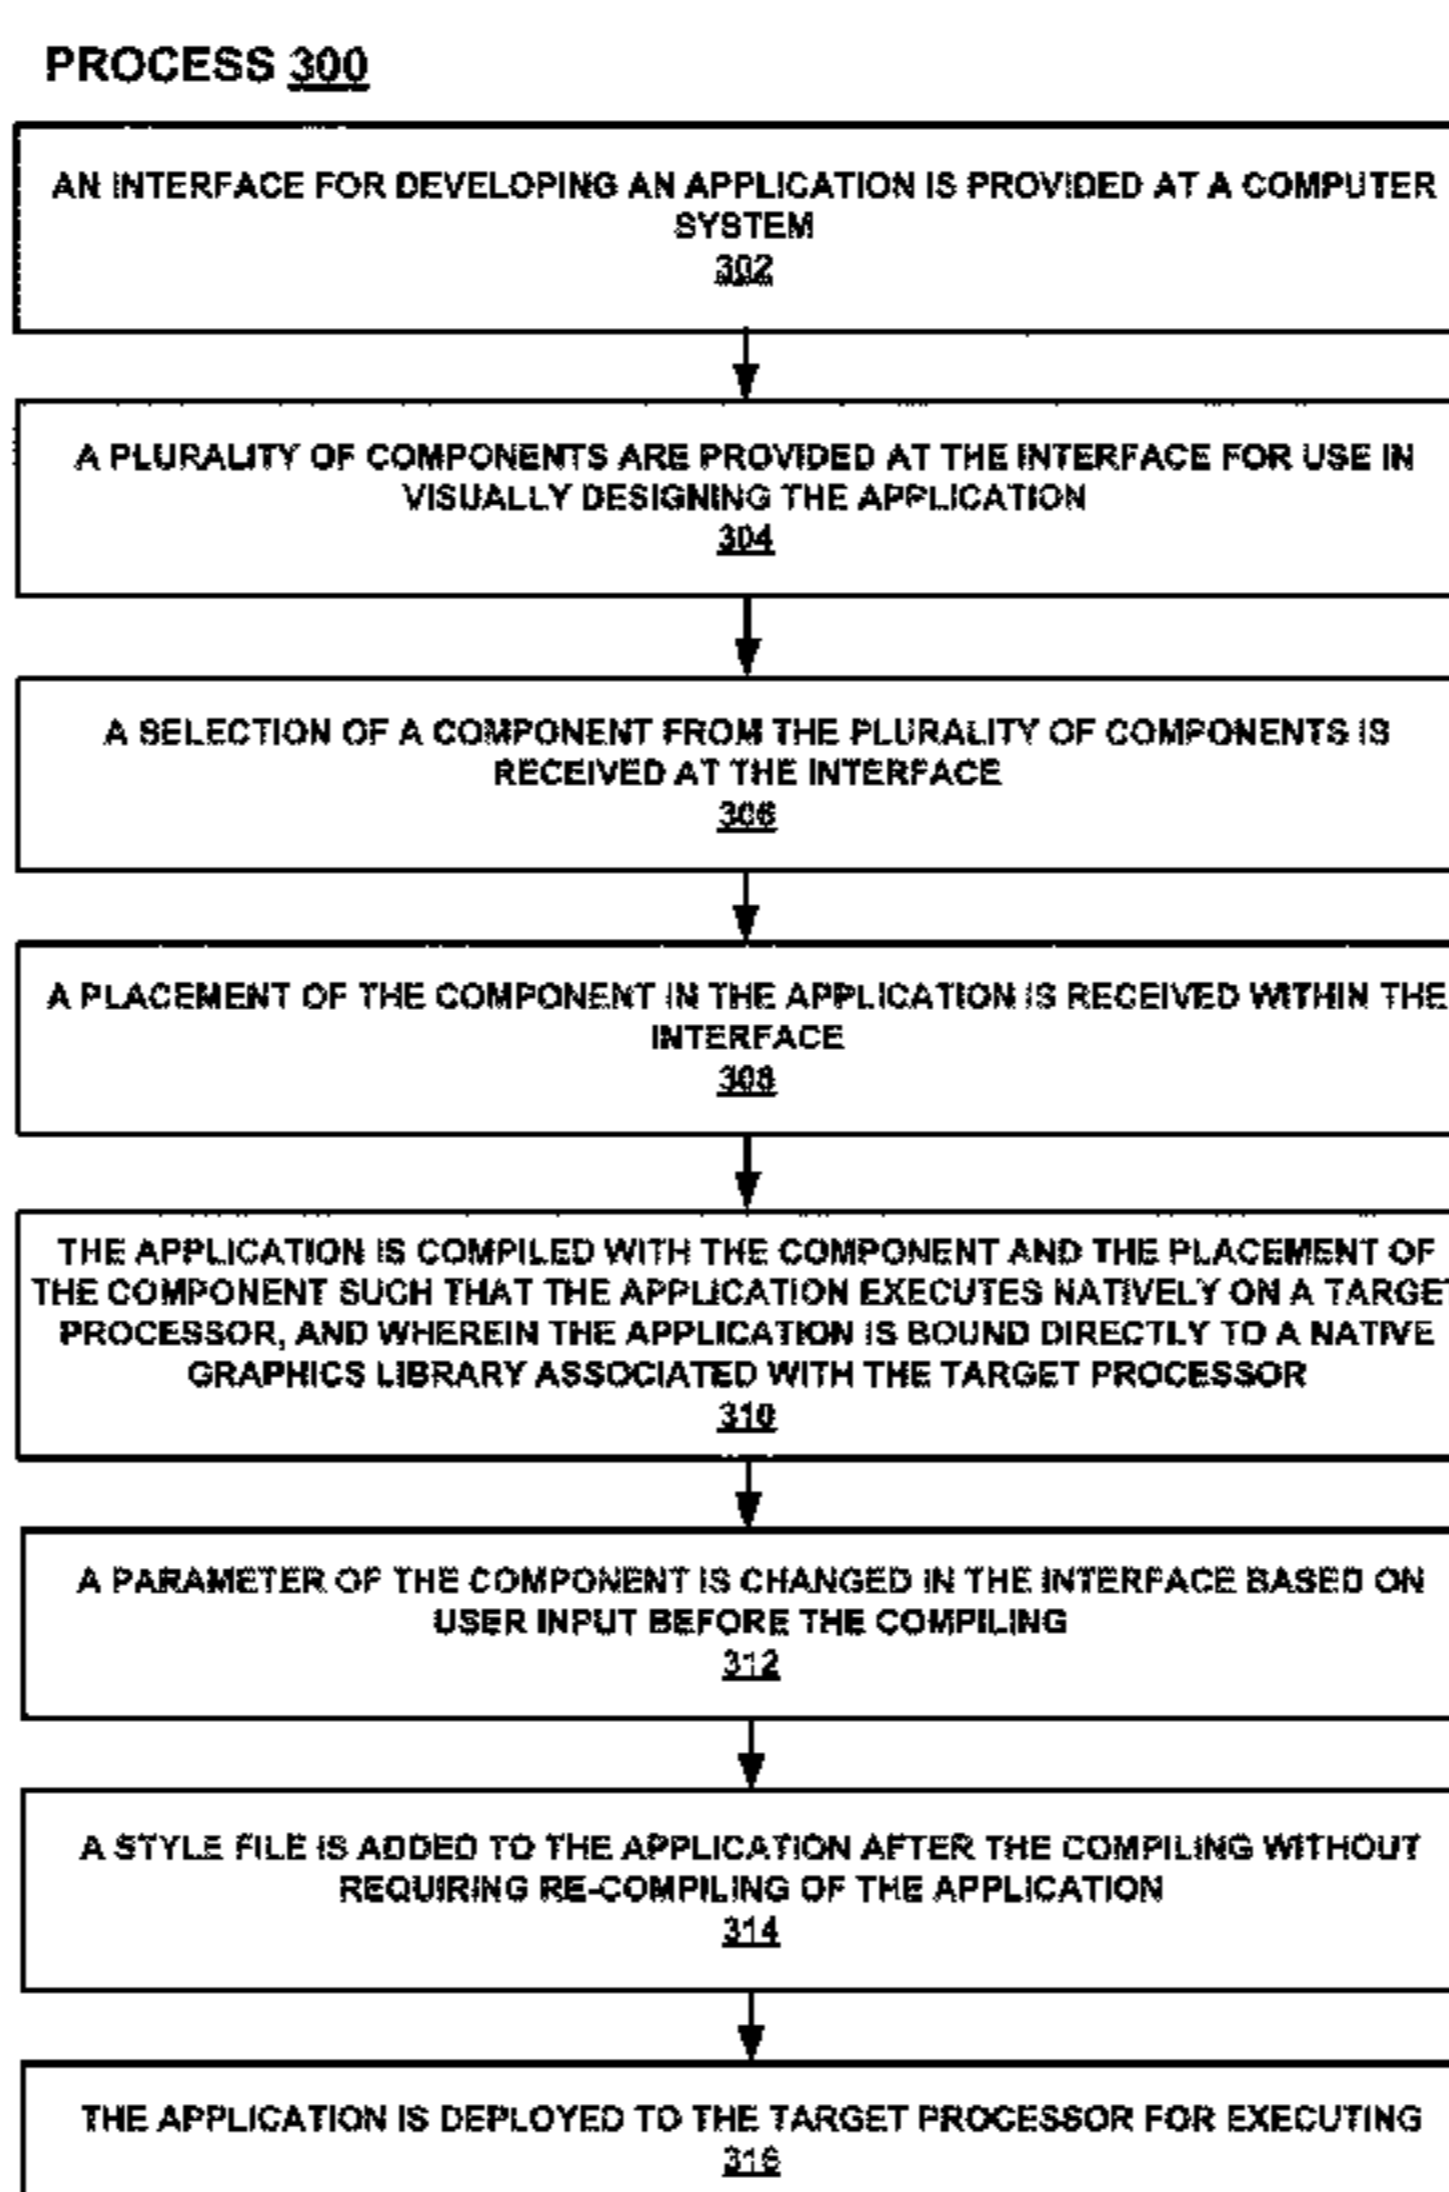 PROCESS 300
AN INTERFACE FOR DEVELOPING AN APPLICATION IS PROVIDED AT A COMPUTER
SYSTEM
302
A PLURALITY OF COMPONENTS ARE PROVIDED AT THE INTERFACE FOR USE IN
VISUALLY DESIGNING THE APPLICATION
304
A SELECTION OF A COMPONENT FROM THE PLURALITY OF COMPONENTS IS
RECEIVED AT THE INTERFACE
306
A PLACEMENT OF THE COMPONENT IN THE APPLICATION IS RECEIVED WITHIN THE
INTERFACE
308
THE APPLICATION IS COMPILED WITH THE COMPONENT AND THE PLACEMENT OF
THE COMPONENT SUCH THAT THE APPLICATION EXECUTES NATIVELY ON A TARGET
PROCESSOR, AND WHEREIN THE APPLICATION IS BOUND DIRECTLY TO A NATIVE
GRAPHICS LIBRARY ASSOCIATED WITH THE TARGET PROCESSOR
310
A PARAMETER OF THE COMPONENT IS CHANGED IN THE INTERFACE BASED ON
USER INPUT BEFORE THE COMPILING
312
A STYLE FILE IS ADDED TO THE APPLICATION AFTER THE COMPILING WITHOUT
REQUIRING RE-COMPILING OF THE APPLICATION
314
THE APPLICATION IS DEPLOYED TO THE TARGET PROCESSOR FOR EXECUTING
316